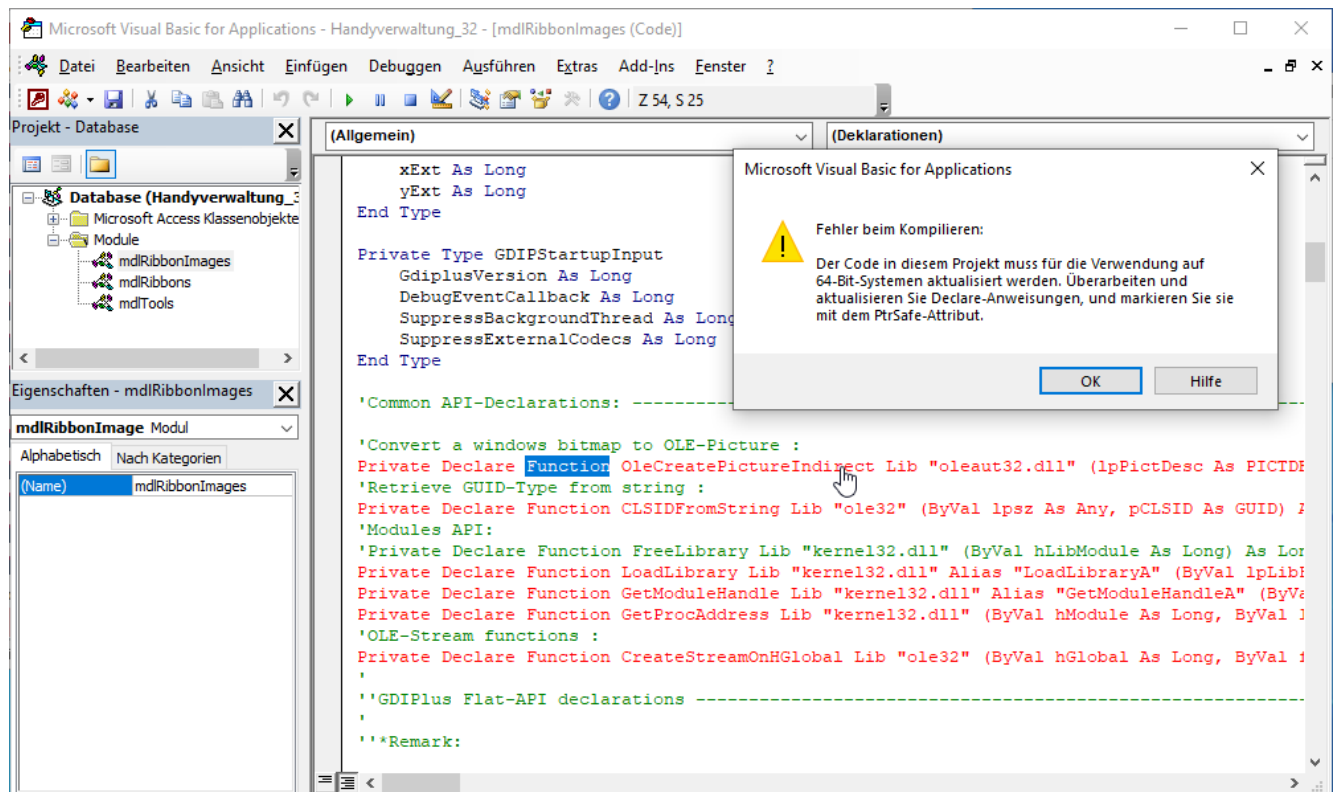 Microsoft Visual Basic for Applications - Handyverwaltung_32 - [mdlRibbonImages (Code)]
Datei Bearbeiten Ansicht Einfügen Debuggen Ausführen Extras Add-Ins Fenster ?
Z 54, S 25
Projekt - Database
Database (Handyverwaltung_3
Microsoft Access Klassenobjekte
Module
mdlRibbonImages
mdlRibbons
mdlTools
Eigenschaften - mdlRibbonImages
mdlRibbonImage Modul
Alphabetisch Nach Kategorien
(Name) mdlRibbonImages
(Allgemein) (Deklarationen)
xExt As Long
yExt As Long
End Type
Private Type GDIPStartupInput
GdiplusVersion As Long
DebugEventCallback As Long
SuppressBackgroundThread As Long
SuppressExternalCodecs As Long
End Type
'Common API-Declarations: ----------
'Convert a windows bitmap to OLE-Picture :
Private Declare Function OleCreatePictureIndirect Lib "oleaut32.dll" (lpPictDesc As PICTDE
'Retrieve GUID-Type from string :
Private Declare Function CLSIDFromString Lib "ole32" (ByVal lpsz As Any, pCLSID As GUID) A
'Modules API:
'Private Declare Function FreeLibrary Lib "kernel32.dll" (ByVal hLibModule As Long) As Lon
Private Declare Function LoadLibrary Lib "kernel32.dll" Alias "LoadLibraryA" (ByVal lpLibF
Private Declare Function GetModuleHandle Lib "kernel32.dll" Alias "GetModuleHandleA" (ByVa
Private Declare Function GetProcAddress Lib "kernel32.dll" (ByVal hModule As Long, ByVal l
'OLE-Stream functions :
Private Declare Function CreateStreamOnHGlobal Lib "ole32" (ByVal hGlobal As Long, ByVal f
'
''GDIPlus Flat-API declarations ----------------------------------------------------------
'
''*Remark:
Microsoft Visual Basic for Applications
Fehler beim Kompilieren:
Der Code in diesem Projekt muss für die Verwendung auf
64-Bit-Systemen aktualisiert werden. Überarbeiten und
aktualisieren Sie Declare-Anweisungen, und markieren Sie sie
mit dem PtrSafe-Attribut.
OK Hilfe